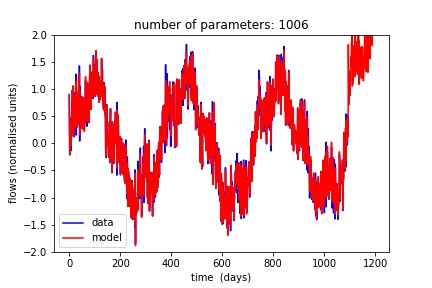 number of parameters: 1006
2.0
1.5
1.0
0.5
0.0
−0.5
−1.0
−1.5
−2.0
flows (normalised units)
data
model
0 200 400 600 800 1000 1200
time (days)